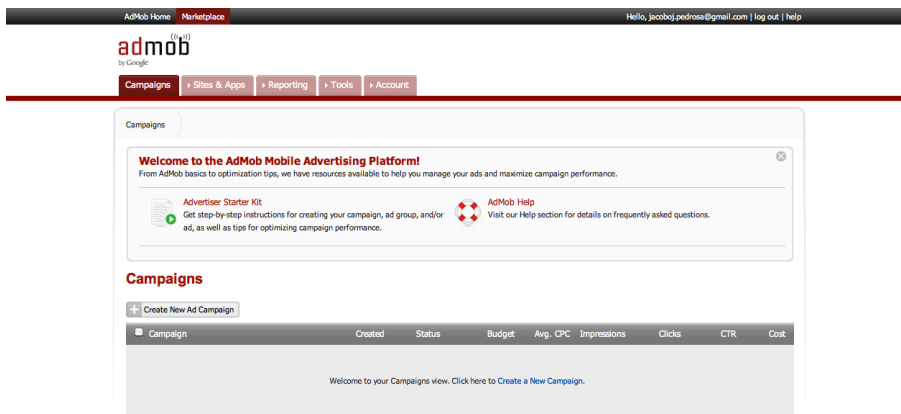 AdMob Home Marketplace Hello, jacoboj.pedrosa@gmail.com | log out | help
admob
by Google
Campaigns Sites & Apps Reporting Tools Account
Campaigns
Welcome to the AdMob Mobile Advertising Platform!
From AdMob basics to optimization tips, we have resources available to help you manage your ads and maximize campaign performance.
Advertiser Starter Kit
Get step-by-step instructions for creating your campaign, ad group, and/or
ad, as well as tips for optimizing campaign performance.
AdMob Help
Visit our Help section for details on frequently asked questions.
Campaigns
Create New Ad Campaign
Campaign Created Status Budget Avg. CPC Impressions Clicks CTR Cost
Welcome to your Campaigns view. Click here to Create a New Campaign.